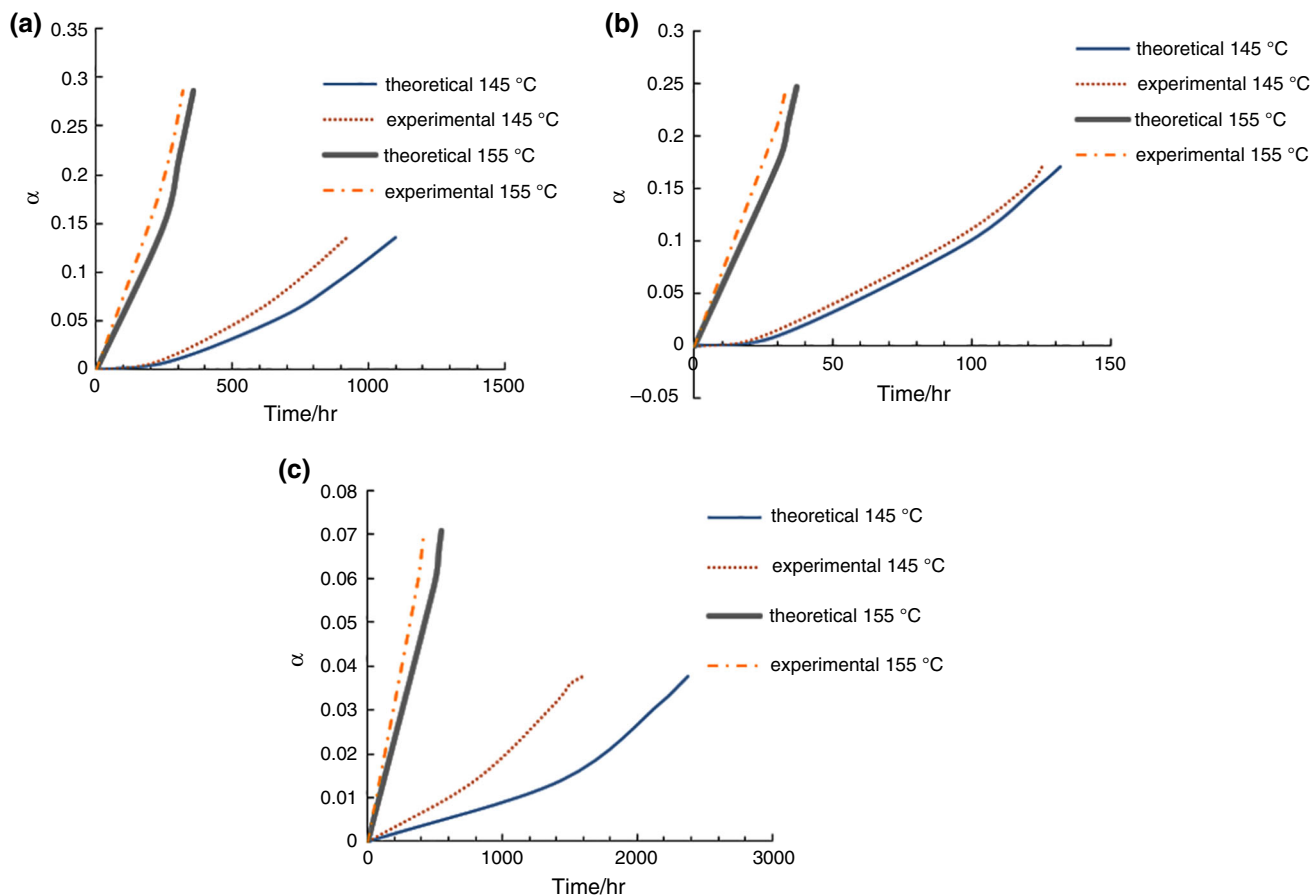 (a)
0.35
0.3
0.25
0.2
0.15
0.1
0.05
0
α
0
500
1000
1500
Time/hr
theoretical 145 °C
experimental 145 °C
theoretical 155 °C
experimental 155 °C
(b)
0.3
0.25
0.2
0.15
0.1
0.05
0
–0.05
α
0
50
100
150
Time/hr
theoretical 145 °C
experimental 145 °C
theoretical 155 °C
experimental 155 °C
(c)
0.08
0.07
0.06
0.05
0.04
0.03
0.02
0.01
0
α
0
1000
2000
3000
Time/hr
theoretical 145 °C
experimental 145 °C
theoretical 155 °C
experimental 155 °C